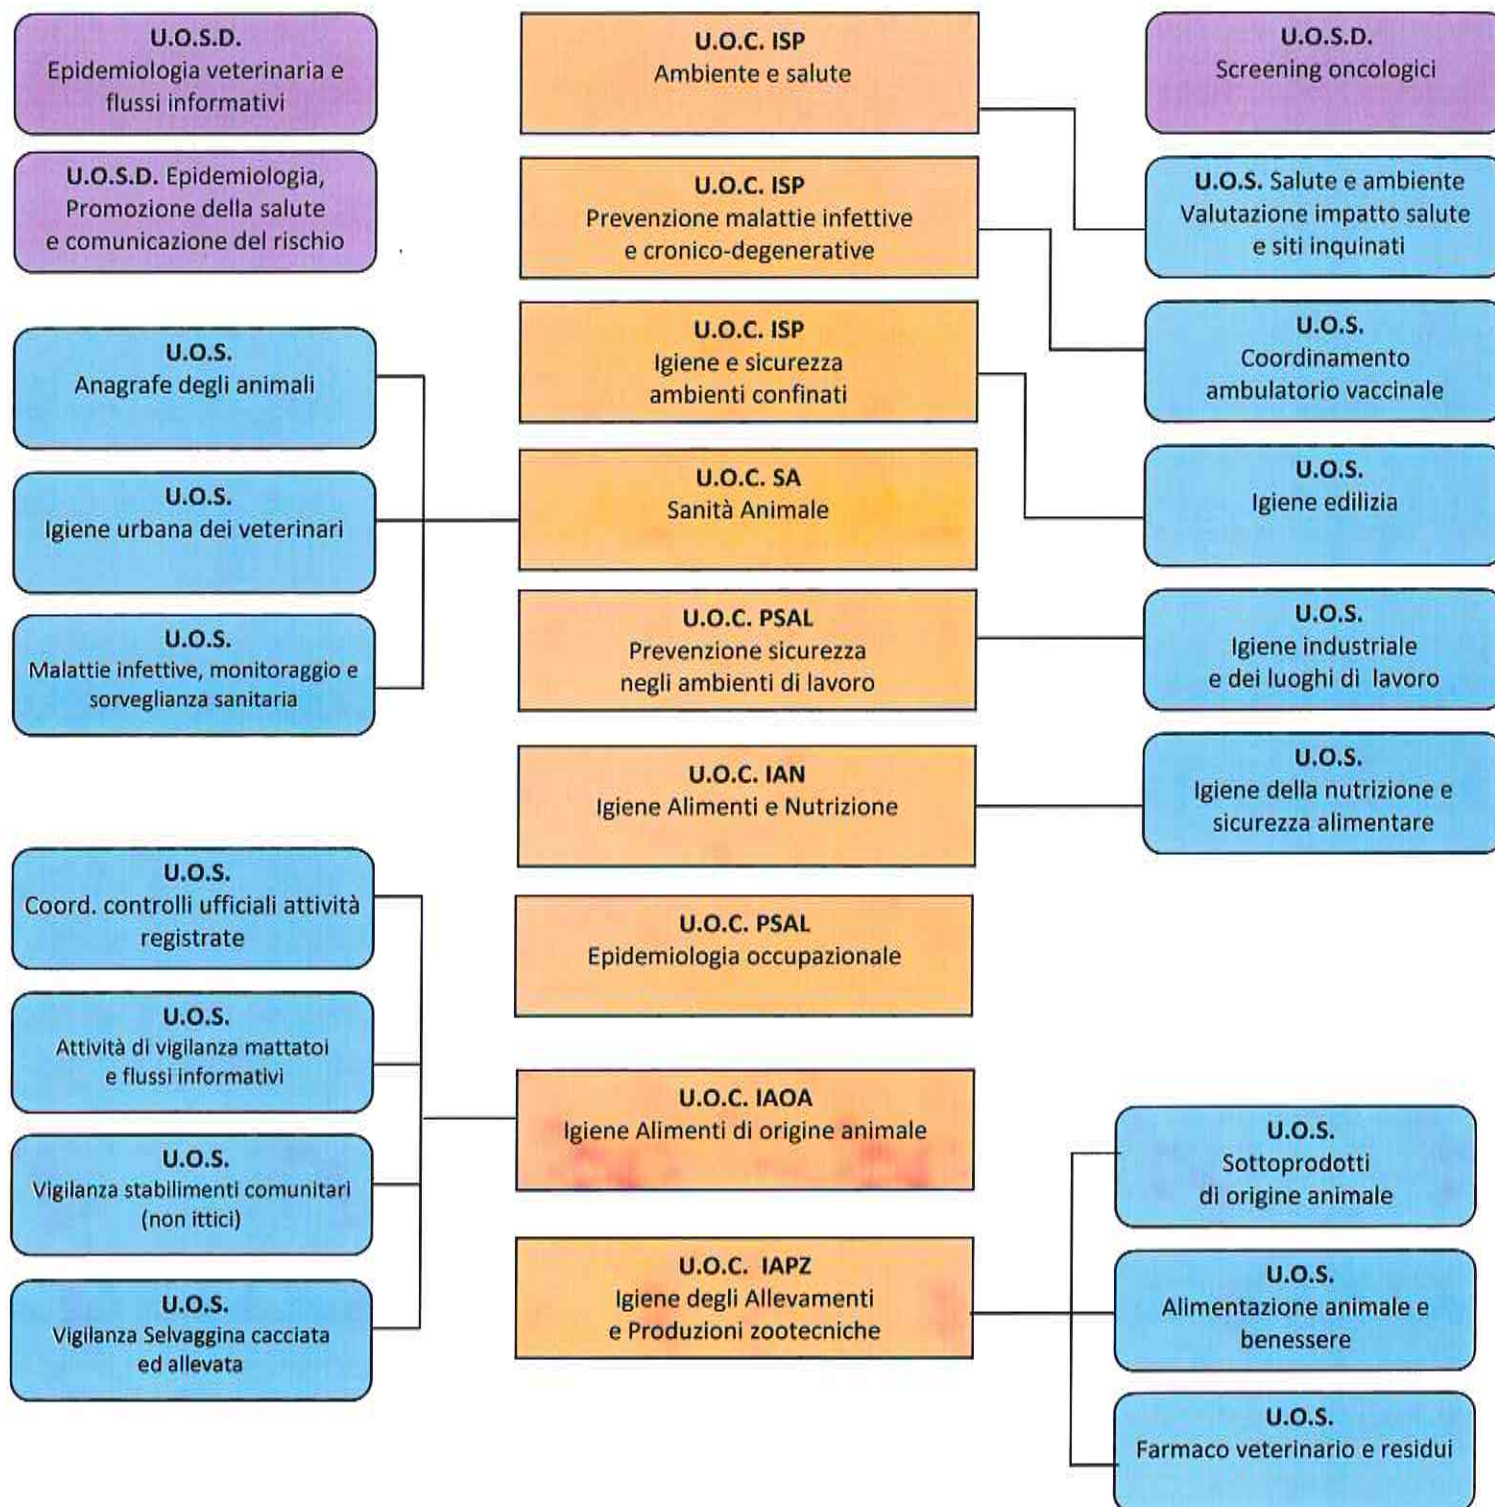 U.O.S.D.
Epidemiologia veterinaria e
flussi informativi
U.O.S.D. Epidemiologia,
Promozione della salute
e comunicazione del rischio
U.O.S.
Anagrafe degli animali
U.O.S.
Igiene urbana dei veterinari
U.O.S.
Malattie infettive, monitoraggio e
sorveglianza sanitaria
U.O.S.
Coord. controlli ufficiali attività
registrate
U.O.S.
Attività di vigilanza mattatoi
e flussi informativi
U.O.S.
Vigilanza stabilimenti comunitari
(non ittici)
U.O.S.
Vigilanza Selvaggina cacciata
ed allevata
U.O.C. ISP
Ambiente e salute
U.O.C. ISP
Prevenzione malattie infettive
e cronico-degenerative
U.O.C. ISP
Igiene e sicurezza
ambienti confinati
U.O.C. SA
Sanità Animale
U.O.C. PSAL
Prevenzione sicurezza
negli ambienti di lavoro
U.O.C. IAN
Igiene Alimenti e Nutrizione
U.O.C. PSAL
Epidemiologia occupazionale
U.O.C. IAOA
Igiene Alimenti di origine animale
U.O.C. IAPZ
Igiene degli Allevamenti
e Produzioni zootecniche
U.O.S.D.
Screening oncologici
U.O.S. Salute e ambiente
Valutazione impatto salute
e siti inquinati
U.O.S.
Coordinamento
ambulatorio vaccinale
U.O.S.
Igiene edilizia
U.O.S.
Igiene industriale
e dei luoghi di lavoro
U.O.S.
Igiene della nutrizione e
sicurezza alimentare
U.O.S.
Sottoprodotti
di origine animale
U.O.S.
Alimentazione animale e
benessere
U.O.S.
Farmaco veterinario e residui